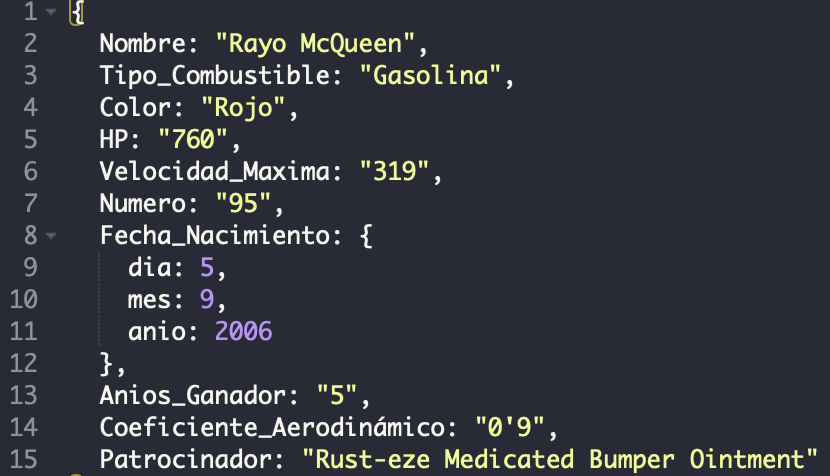 1 {
2 Nombre: "Rayo McQueen",
3 Tipo_Combustible: "Gasolina",
4 Color: "Rojo",
5 HP: "760",
6 Velocidad_Maxima: "319",
7 Numero: "95",
8 Fecha_Nacimiento: {
9 dia: 5,
10 mes: 9,
11 anio: 2006
12 },
13 Anios_Ganador: "5",
14 Coeficiente_Aerodinámico: "0'9",
15 Patrocinador: "Rust-eze Medicated Bumper Ointment"